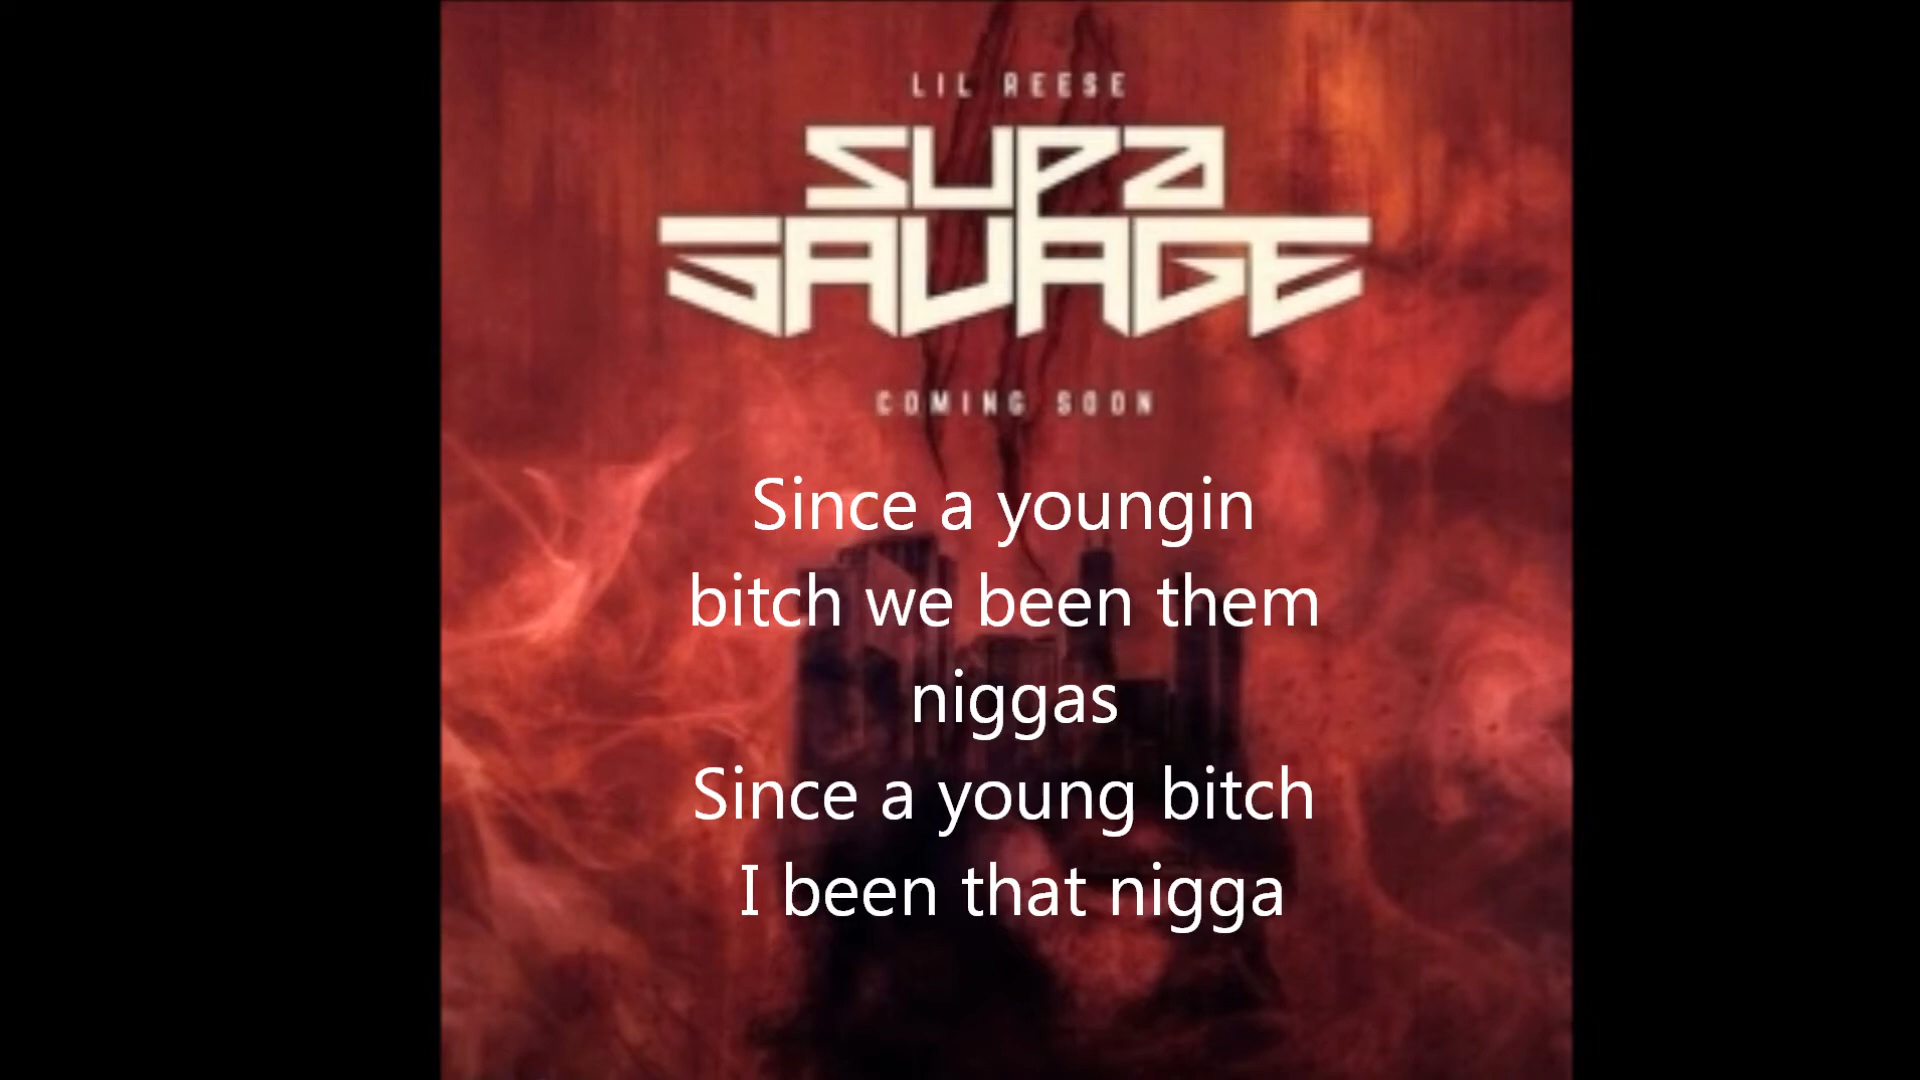 LIL REESE
SUPA
SAVAGE
COMING SOON
Since a youngin
bitch we been them
niggas
Since a young bitch
I been that nigga